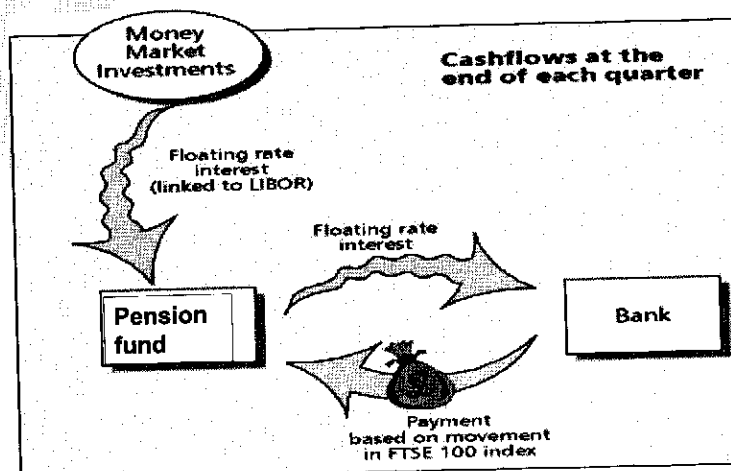 Money
Market
Investments
Cashflows at the
end of each quarter
Floating rate
interest
(linked to LIBOR)
Floating rate
interest
Pension
fund
Bank
Payment
based on movement
in FTSE 100 index